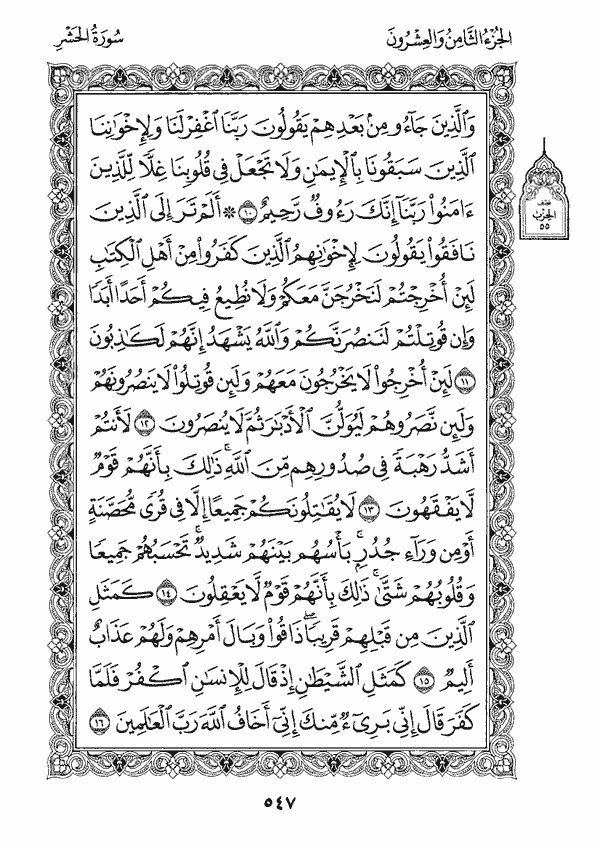 الجُزْءُ الثَّامِنُ وَالعِشْرُونَ
سُورَةُ الحَشْرِ
وَٱلَّذِينَ جَآءُو مِنۢ بَعْدِهِمْ يَقُولُونَ رَبَّنَا ٱغْفِرْ لَنَا وَلِإِخْوَٰنِنَا
ٱلَّذِينَ سَبَقُونَا بِٱلْإِيمَٰنِ وَلَا تَجْعَلْ فِى قُلُوبِنَا غِلًّا لِّلَّذِينَ
ءَامَنُوا۟ رَبَّنَآ إِنَّكَ رَءُوفٌ رَّحِيمٌ ١٠ ۞ أَلَمْ تَرَ إِلَى ٱلَّذِينَ
نَافَقُوا۟ يَقُولُونَ لِإِخْوَٰنِهِمُ ٱلَّذِينَ كَفَرُوا۟ مِنْ أَهْلِ ٱلْكِتَٰبِ
لَئِنْ أُخْرِجْتُمْ لَنَخْرُجَنَّ مَعَكُمْ وَلَا نُطِيعُ فِيكُمْ أَحَدًا أَبَدًا
وَإِن قُوتِلْتُمْ لَنَنصُرَنَّكُمْ وَٱللَّهُ يَشْهَدُ إِنَّهُمْ لَكَٰذِبُونَ
١١ لَئِنْ أُخْرِجُوا۟ لَا يَخْرُجُونَ مَعَهُمْ وَلَئِن قُوتِلُوا۟ لَا يَنصُرُونَهُمْ
وَلَئِن نَّصَرُوهُمْ لَيُوَلُّنَّ ٱلْأَدْبَٰرَ ثُمَّ لَا يُنصَرُونَ ١٢ لَأَنتُمْ
أَشَدُّ رَهْبَةً فِى صُدُورِهِم مِّنَ ٱللَّهِ ۚ ذَٰلِكَ بِأَنَّهُمْ قَوْمٌ
لَّا يَفْقَهُونَ ١٣ لَا يُقَٰتِلُونَكُمْ جَمِيعًا إِلَّا فِى قُرًى مُّحَصَّنَةٍ
أَوْ مِن وَرَآءِ جُدُرٍۭ ۚ بَأْسُهُم بَيْنَهُمْ شَدِيدٌ ۚ تَحْسَبُهُمْ جَمِيعًا
وَقُلُوبُهُمْ شَتَّىٰ ۚ ذَٰلِكَ بِأَنَّهُمْ قَوْمٌ لَّا يَعْقِلُونَ ١٤ كَمَثَلِ
ٱلَّذِينَ مِن قَبْلِهِمْ قَرِيبًا ۖ ذَاقُوا۟ وَبَالَ أَمْرِهِمْ وَلَهُمْ عَذَابٌ
أَلِيمٌ ١٥ كَمَثَلِ ٱلشَّيْطَٰنِ إِذْ قَالَ لِلْإِنسَٰنِ ٱكْفُرْ فَلَمَّا
كَفَرَ قَالَ إِنِّى بَرِىٓءٌ مِّنكَ إِنِّىٓ أَخَافُ ٱللَّهَ رَبَّ ٱلْعَٰلَمِينَ ١٦
نصف
الحزب
٥٥
٥٤٧